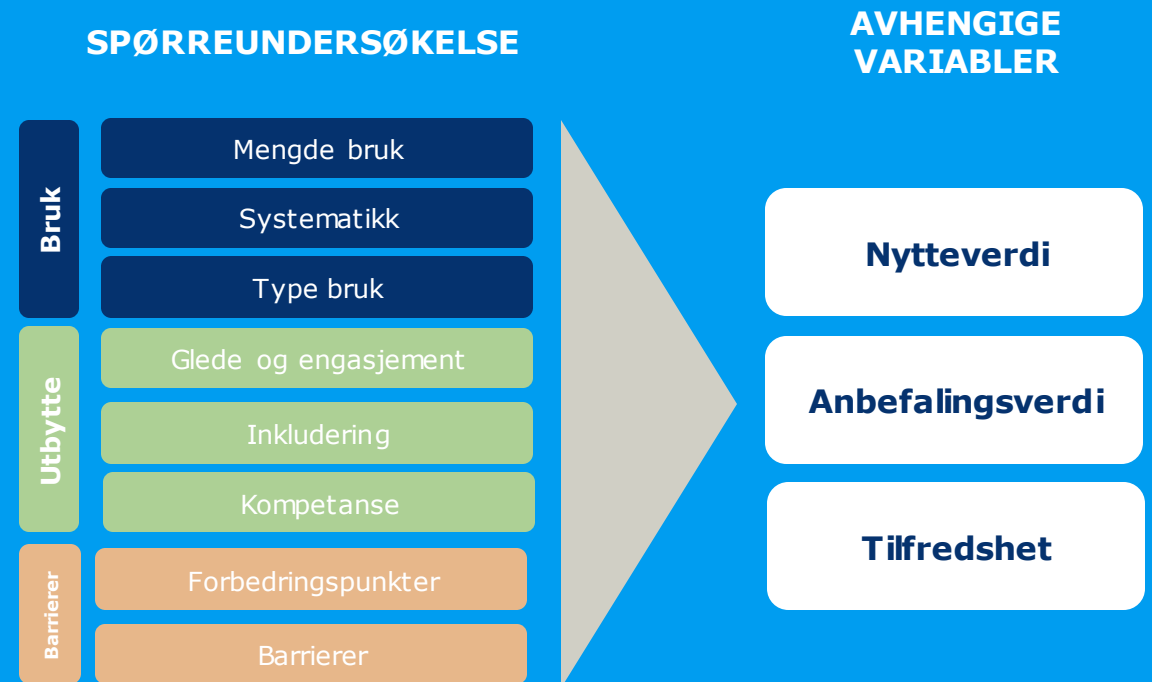 SPØRREUNDERSØKELSE
AVHENGIGE
VARIABLER
Bruk
Mengde bruk
Systematikk
Type bruk
Utbytte
Glede og engasjement
Inkludering
Kompetanse
Barrierer
Forbedringspunkter
Barrierer
Nytteverdi
Anbefalingsverdi
Tilfredshet